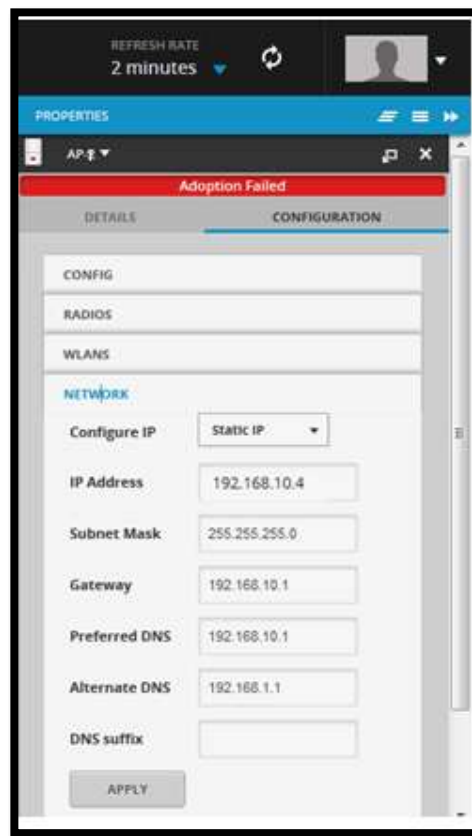 REFRESH RATE
2 minutes
PROPERTIES
AP-
Adoption Failed
DETAILS CONFIGURATION
CONFIG
RADIOS
WLANS
NETWORK
Configure IP Static IP
IP Address 192.168.10.4
Subnet Mask 255.255.255.0
Gateway 192.168.10.1
Preferred DNS 192.168.10.1
Alternate DNS 192.168.1.1
DNS suffix
APPLY